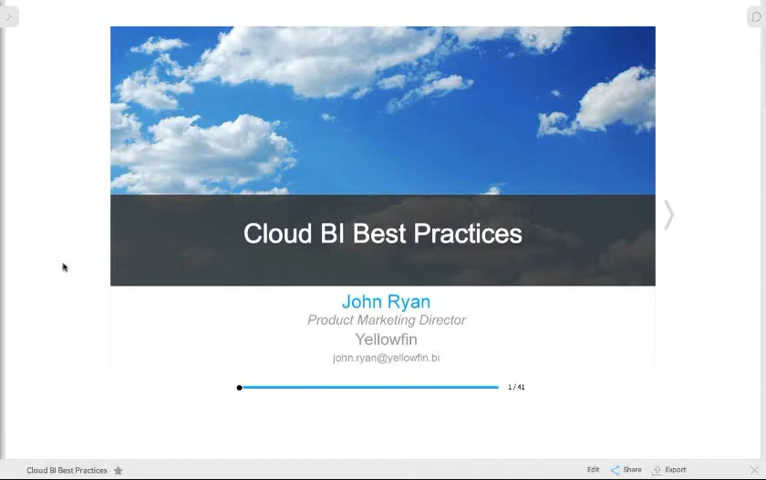 Cloud BI Best Practices
John Ryan
Product Marketing Director
Yellowfin
john.ryan@yellowfin.bi
1 / 41
Cloud BI Best Practices
Edit Share Export